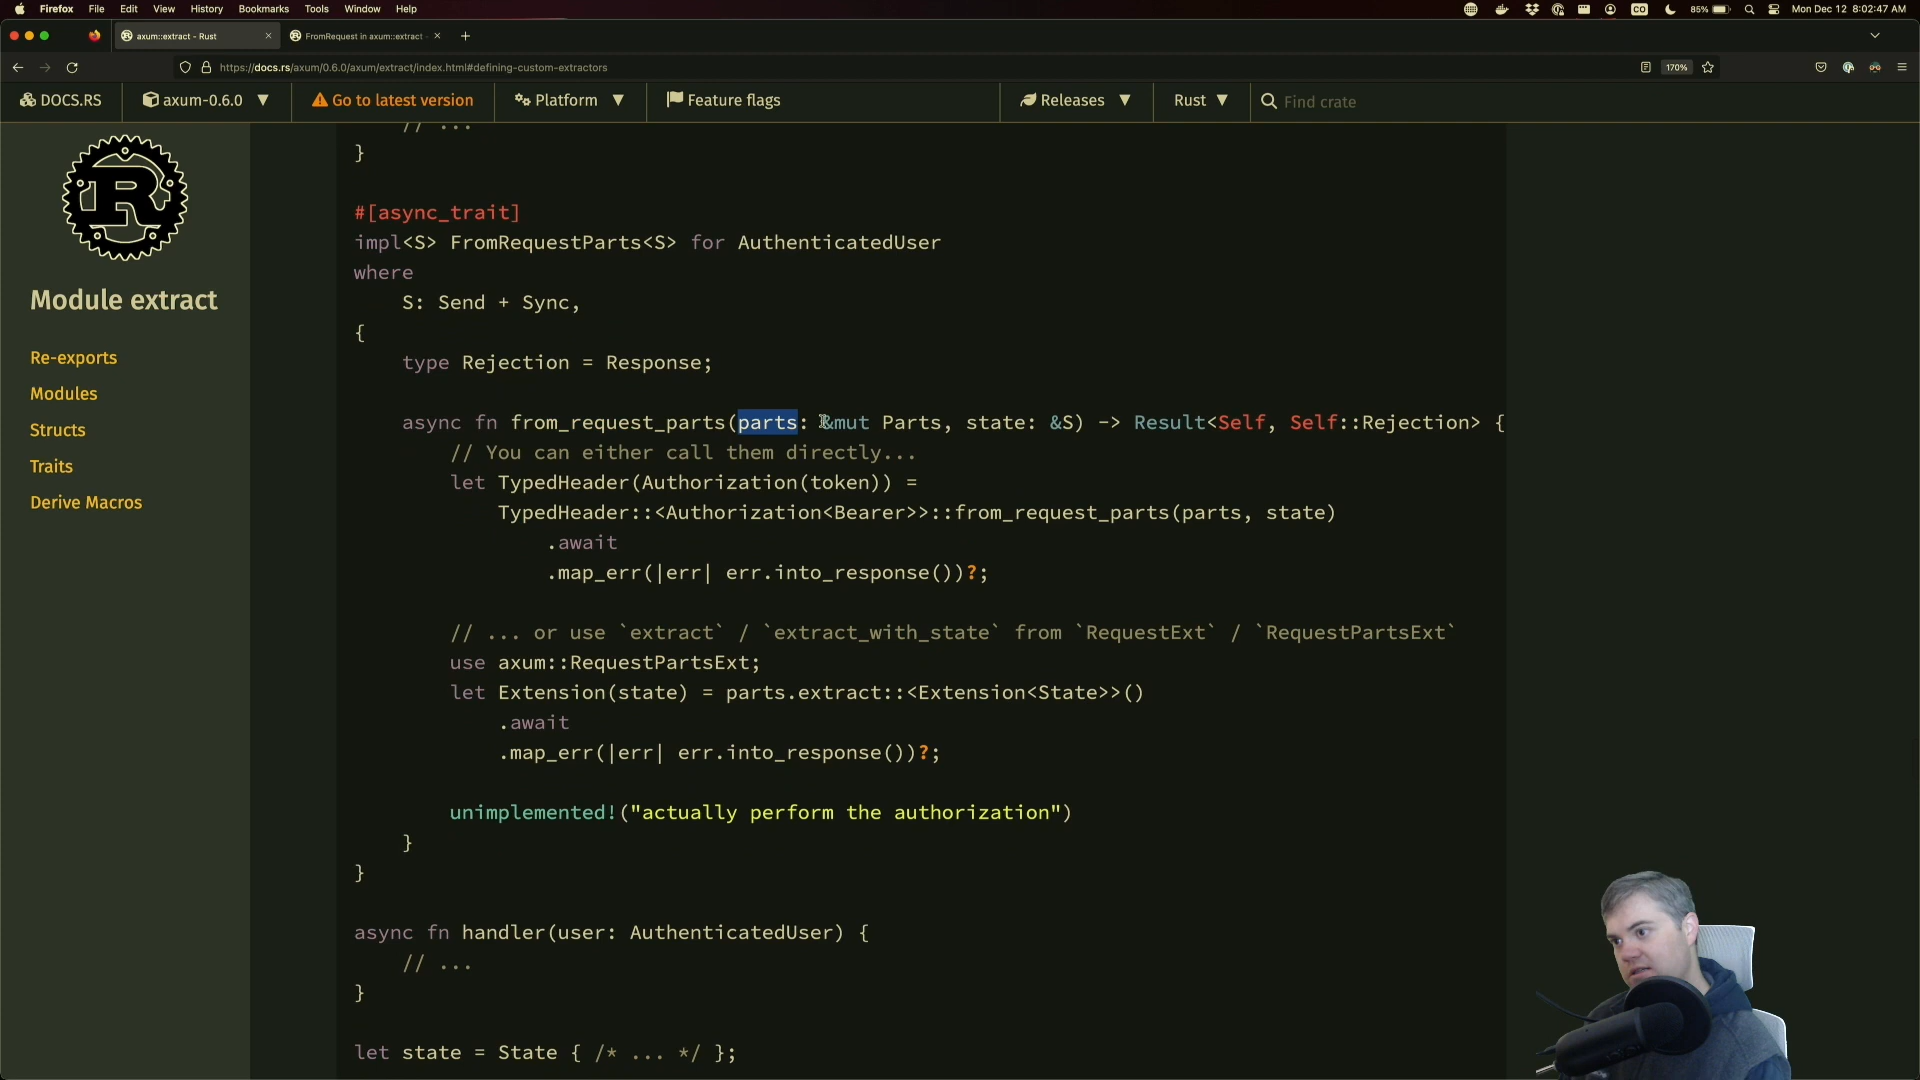 Firefox File Edit View History Bookmarks Tools Window Help
85% Mon Dec 12 8:02:47 AM
axum::extract - Rust
FromRequest in axum::extract -
https://docs.rs/axum/0.6.0/axum/extract/index.html#defining-custom-extractors
170%
DOCS.RS
axum-0.6.0
Go to latest version
Platform
Feature flags
Releases
Rust
Find crate
Module extract
Re-exports
Modules
Structs
Traits
Derive Macros
// ...
}
#[async_trait]
impl<S> FromRequestParts<S> for AuthenticatedUser
where
S: Send + Sync,
{
type Rejection = Response;
async fn from_request_parts(parts: &mut Parts, state: &S) -> Result<Self, Self::Rejection> {
// You can either call them directly...
let TypedHeader(Authorization(token)) =
TypedHeader::<Authorization<Bearer>>::from_request_parts(parts, state)
.await
.map_err(|err| err.into_response())?;
// ... or use `extract` / `extract_with_state` from `RequestExt` / `RequestPartsExt`
use axum::RequestPartsExt;
let Extension(state) = parts.extract::<Extension<State>>()
.await
.map_err(|err| err.into_response())?;
unimplemented!("actually perform the authorization")
}
}
async fn handler(user: AuthenticatedUser) {
// ...
}
let state = State { /* ... */ };